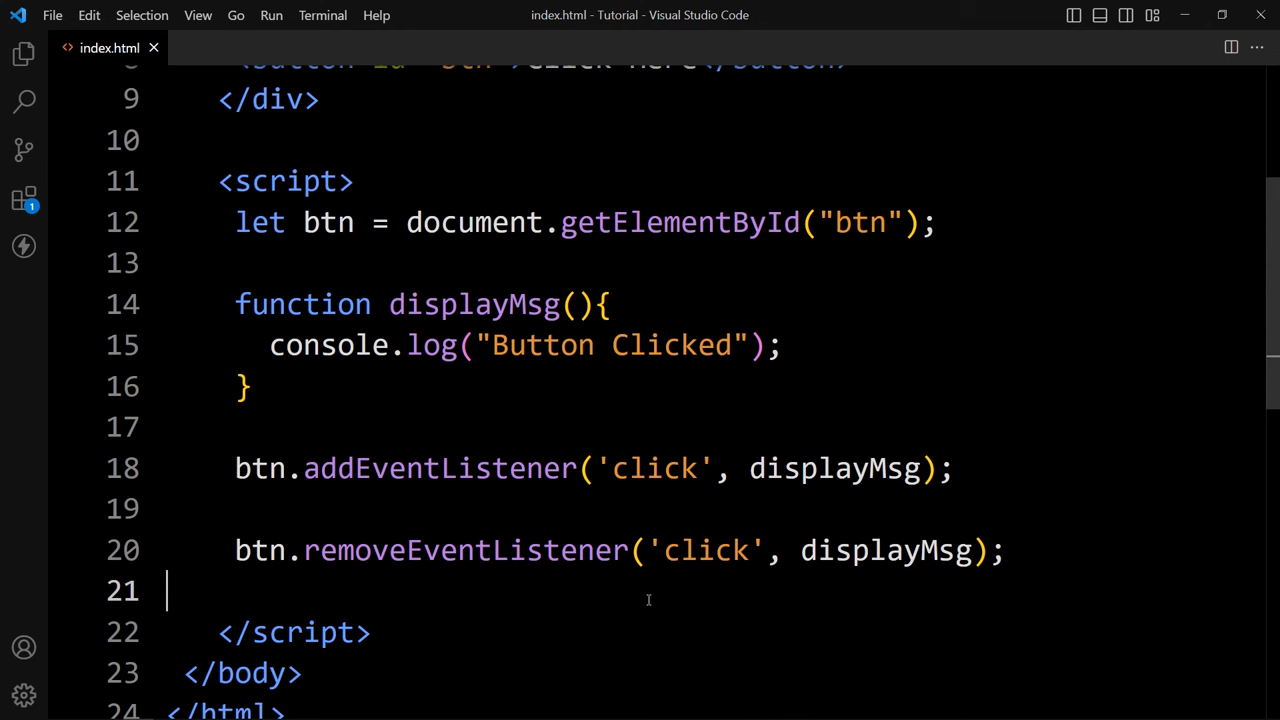 File Edit Selection View Go Run Terminal Help index.html - Tutorial - Visual Studio Code
<> index.html
9 </div>
10
11 <script>
12 let btn = document.getElementById("btn");
13
14 function displayMsg(){
15 console.log("Button Clicked");
16 }
17
18 btn.addEventListener('click', displayMsg);
19
20 btn.removeEventListener('click', displayMsg);
21
22 </script>
23 </body>
24 </html>
1